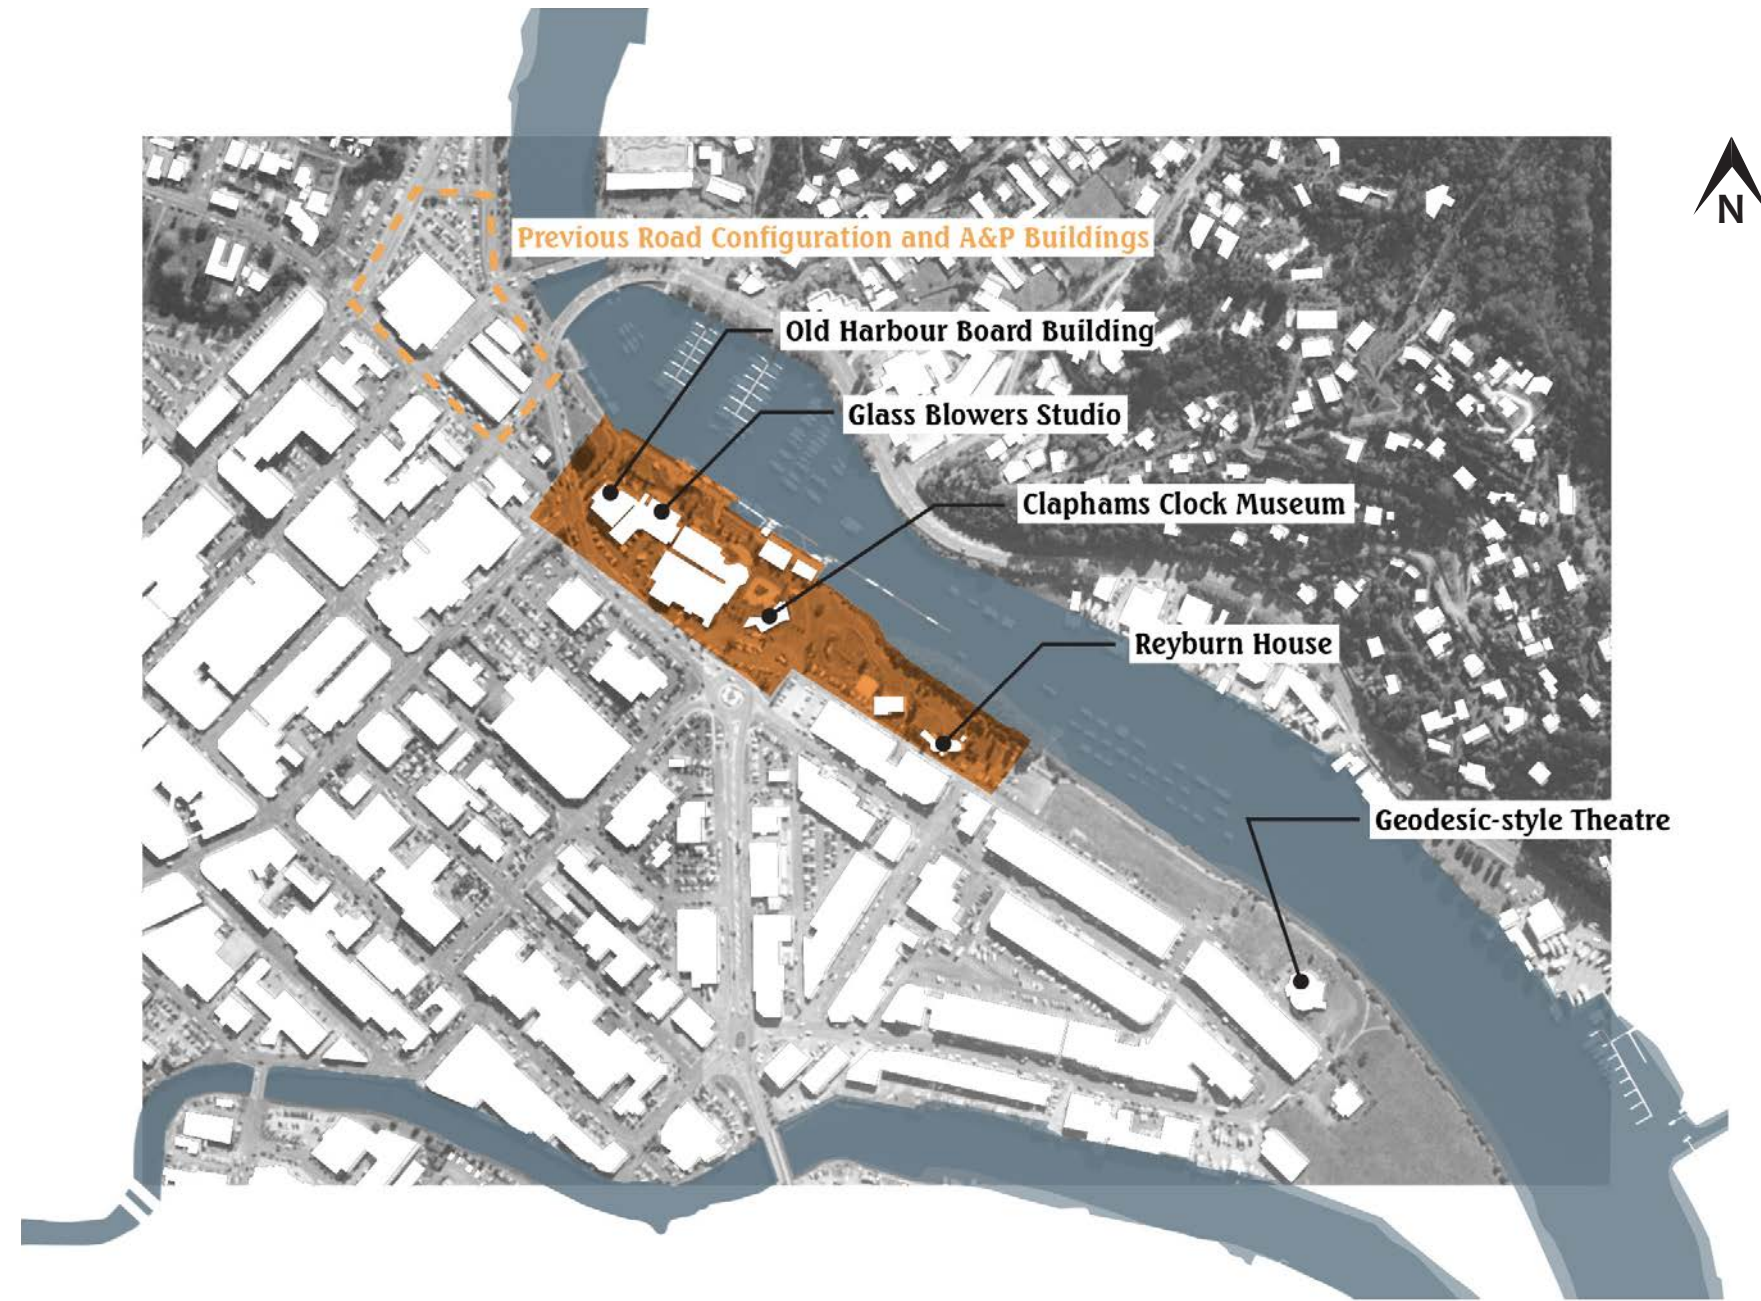 N
Previous Road Configuration and A&P Buildings
Old Harbour Board Building
Glass Blowers Studio
Claphams Clock Museum
Reyburn House
Geodesic-style Theatre